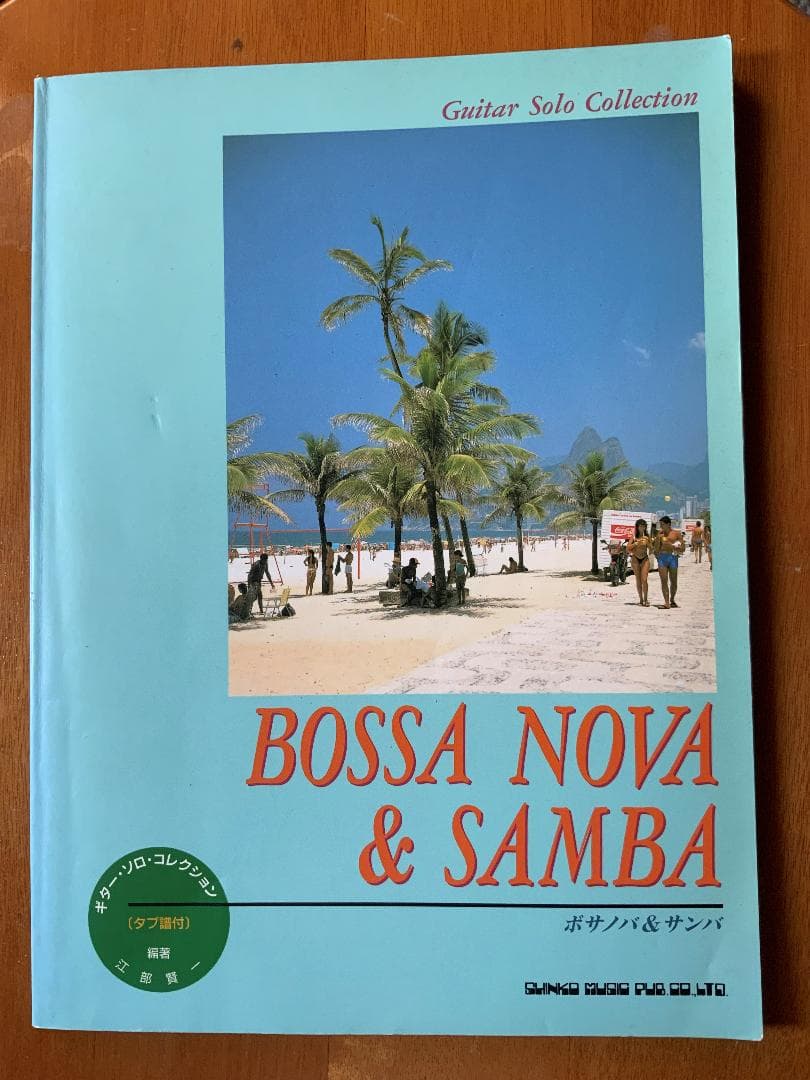 Guitar Solo Collection
Coca-Cola
BOSSA NOVA
& SAMBA
ボサノバ&サンバ
ギター・ソロ・コレクション
(タブ譜付)
編著
江部賢一
SHINKO MUSIC PUB. CO., LTD.